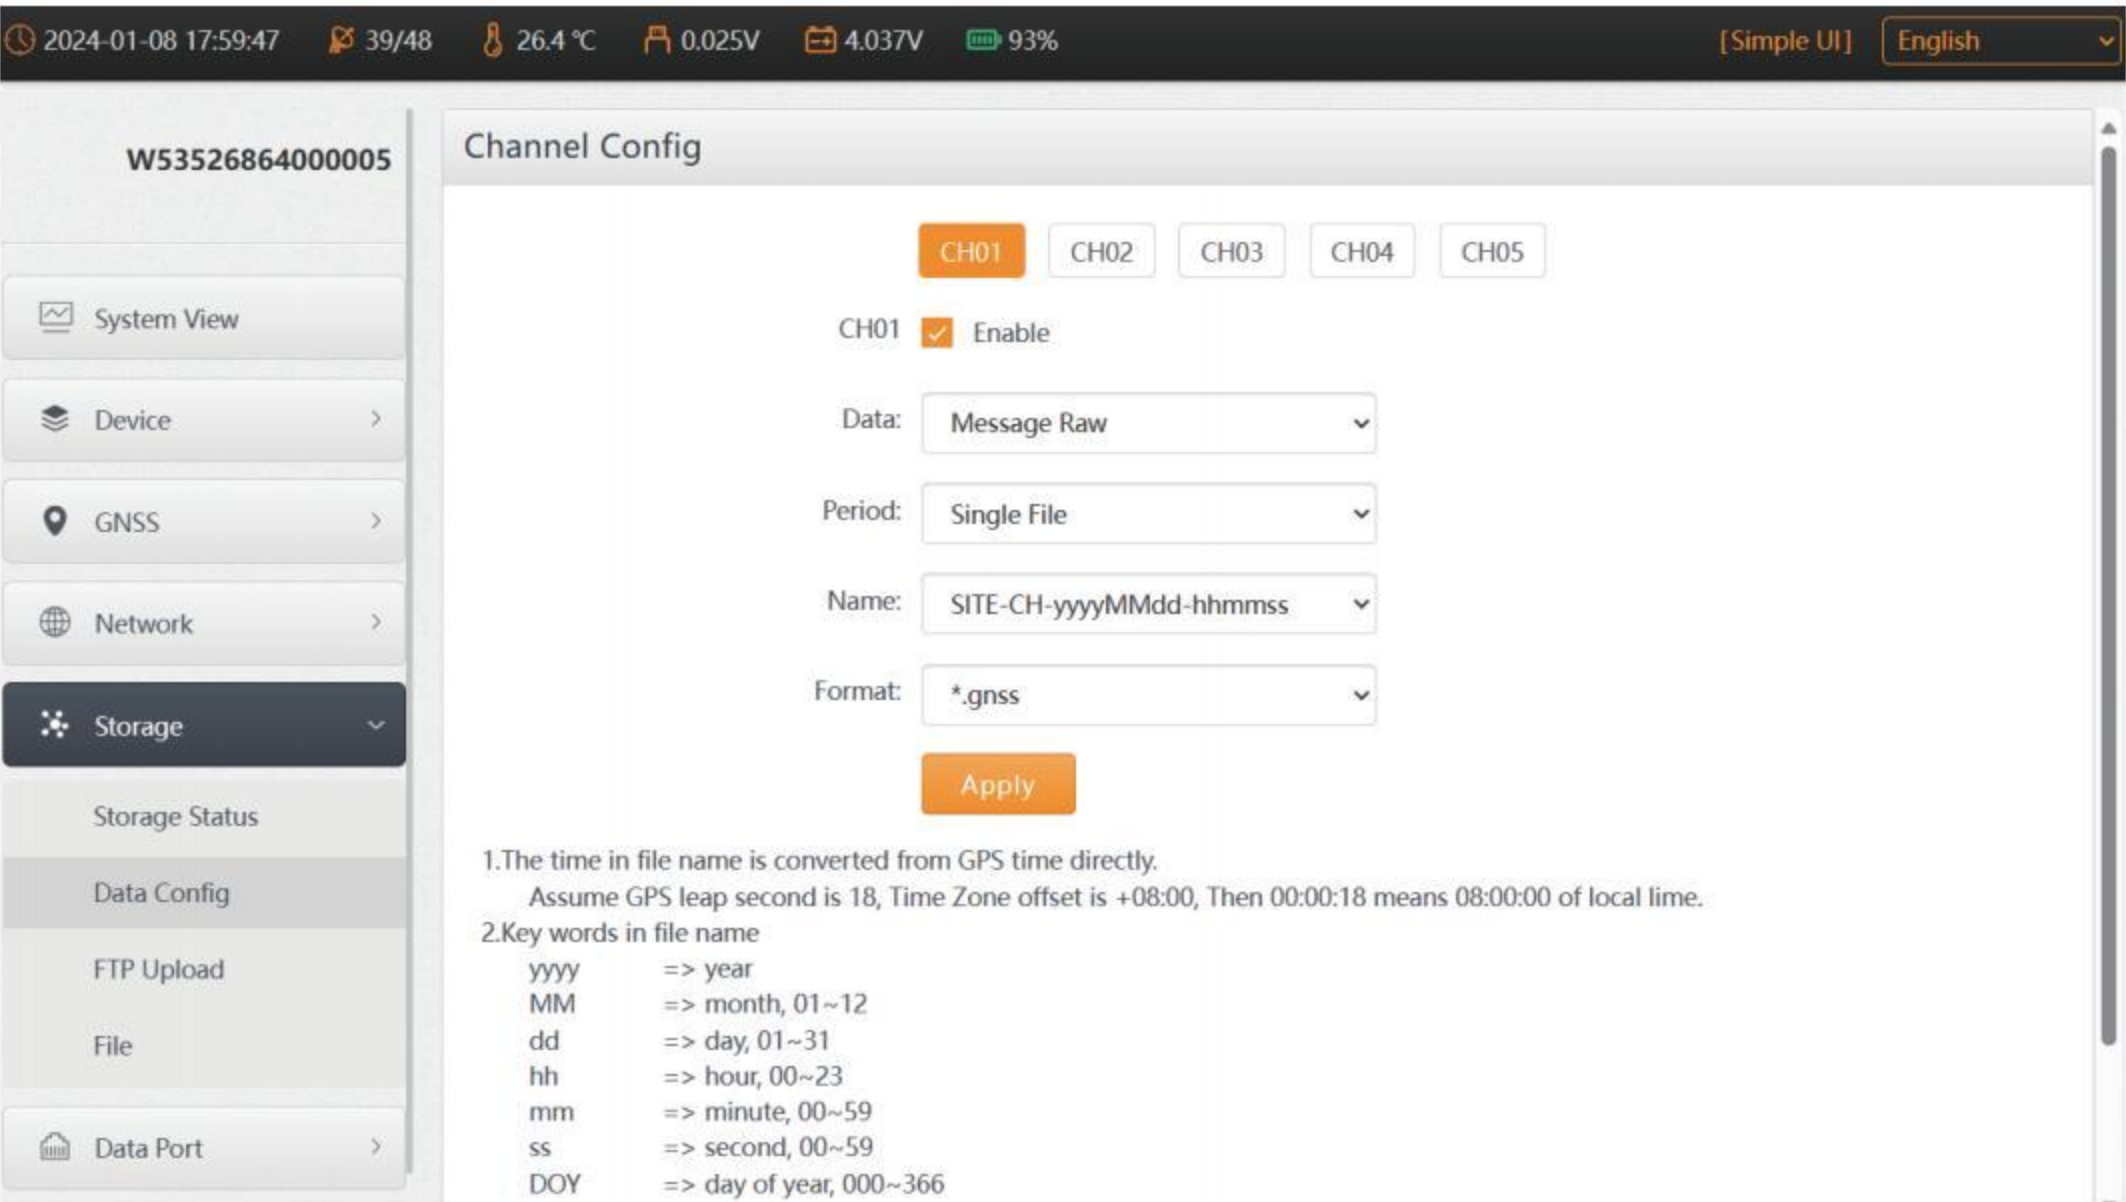 2024-01-08 17:59:47 39/48 26.4 ℃ 0.025V 4.037V 93% [Simple UI] English
W53526864000005
System View
Device
GNSS
Network
Storage
Storage Status
Data Config
FTP Upload
File
Data Port
Channel Config
CH01 CH02 CH03 CH04 CH05
CH01 Enable
Data: Message Raw
Period: Single File
Name: SITE-CH-yyyyMMdd-hhmmss
Format: *.gnss
Apply
1.The time in file name is converted from GPS time directly.
Assume GPS leap second is 18, Time Zone offset is +08:00, Then 00:00:18 means 08:00:00 of local lime.
2.Key words in file name
yyyy => year
MM => month, 01~12
dd => day, 01~31
hh => hour, 00~23
mm => minute, 00~59
ss => second, 00~59
DOY => day of year, 000~366